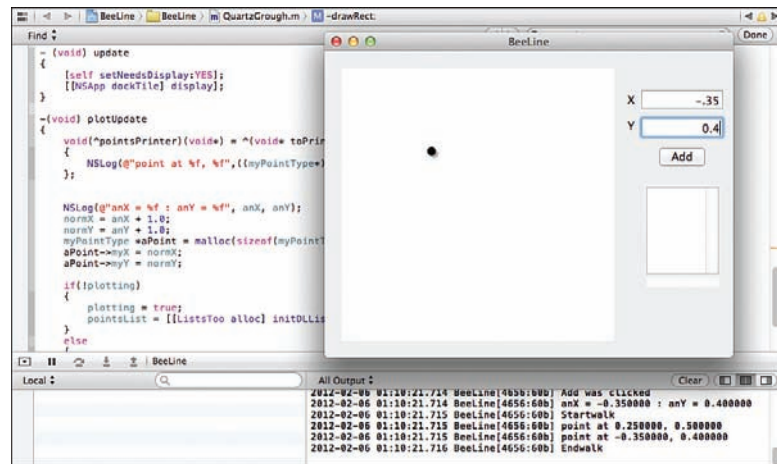 BeeLine BeeLine QuartzGrough.m -drawRect:
Find
Done
- (void) update
{
[self setNeedsDisplay:YES];
[[NSApp dockTile] display];
}
-(void) plotUpdate
{
void(^pointsPrinter)(void*) = ^(void* toPrin
{
NSLog(@"point at %f, %f",((myPointType*)
};
NSLog(@"anX = %f : anY = %f", anX, anY);
normX = anX + 1.0;
normY = anY + 1.0;
myPointType *aPoint = malloc(sizeof(myPointT
aPoint->myX = normX;
aPoint->myY = normY;
if(!plotting)
{
plotting = true;
pointsList = [[ListsToo alloc] initDLLis
}
else
{
BeeLine
X -.35
Y 0.4
Add
BeeLine
Local
All Output
Clear
2012-02-06 01:10:21.714 BeeLine[4656:60b] Add was clicked
2012-02-06 01:10:21.714 BeeLine[4656:60b] anX = -0.350000 : anY = 0.400000
2012-02-06 01:10:21.715 BeeLine[4656:60b] Startwalk
2012-02-06 01:10:21.715 BeeLine[4656:60b] point at 0.250000, 0.500000
2012-02-06 01:10:21.715 BeeLine[4656:60b] point at -0.350000, 0.400000
2012-02-06 01:10:21.716 BeeLine[4656:60b] Endwalk